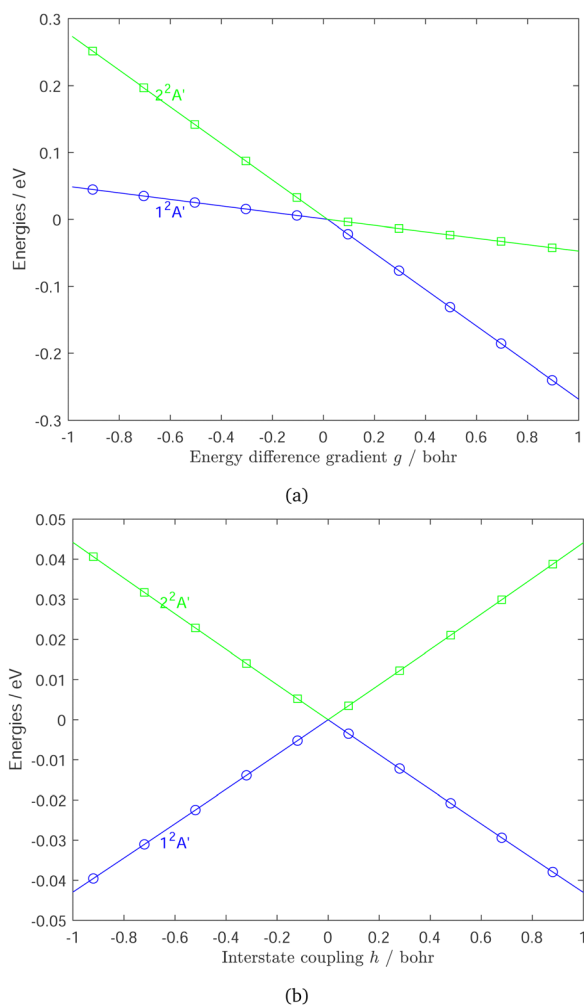 0.3
0.2
0.1
0
-0.1
-0.2
-0.3
Energies / eV
2²A'
1²A'
-1 -0.8 -0.6 -0.4 -0.2 0 0.2 0.4 0.6 0.8 1
Energy difference gradient g / bohr
(a)
0.05
0.04
0.03
0.02
0.01
0
-0.01
-0.02
-0.03
-0.04
-0.05
Energies / eV
2²A'
1²A'
-1 -0.8 -0.6 -0.4 -0.2 0 0.2 0.4 0.6 0.8 1
Interstate coupling h / bohr
(b)